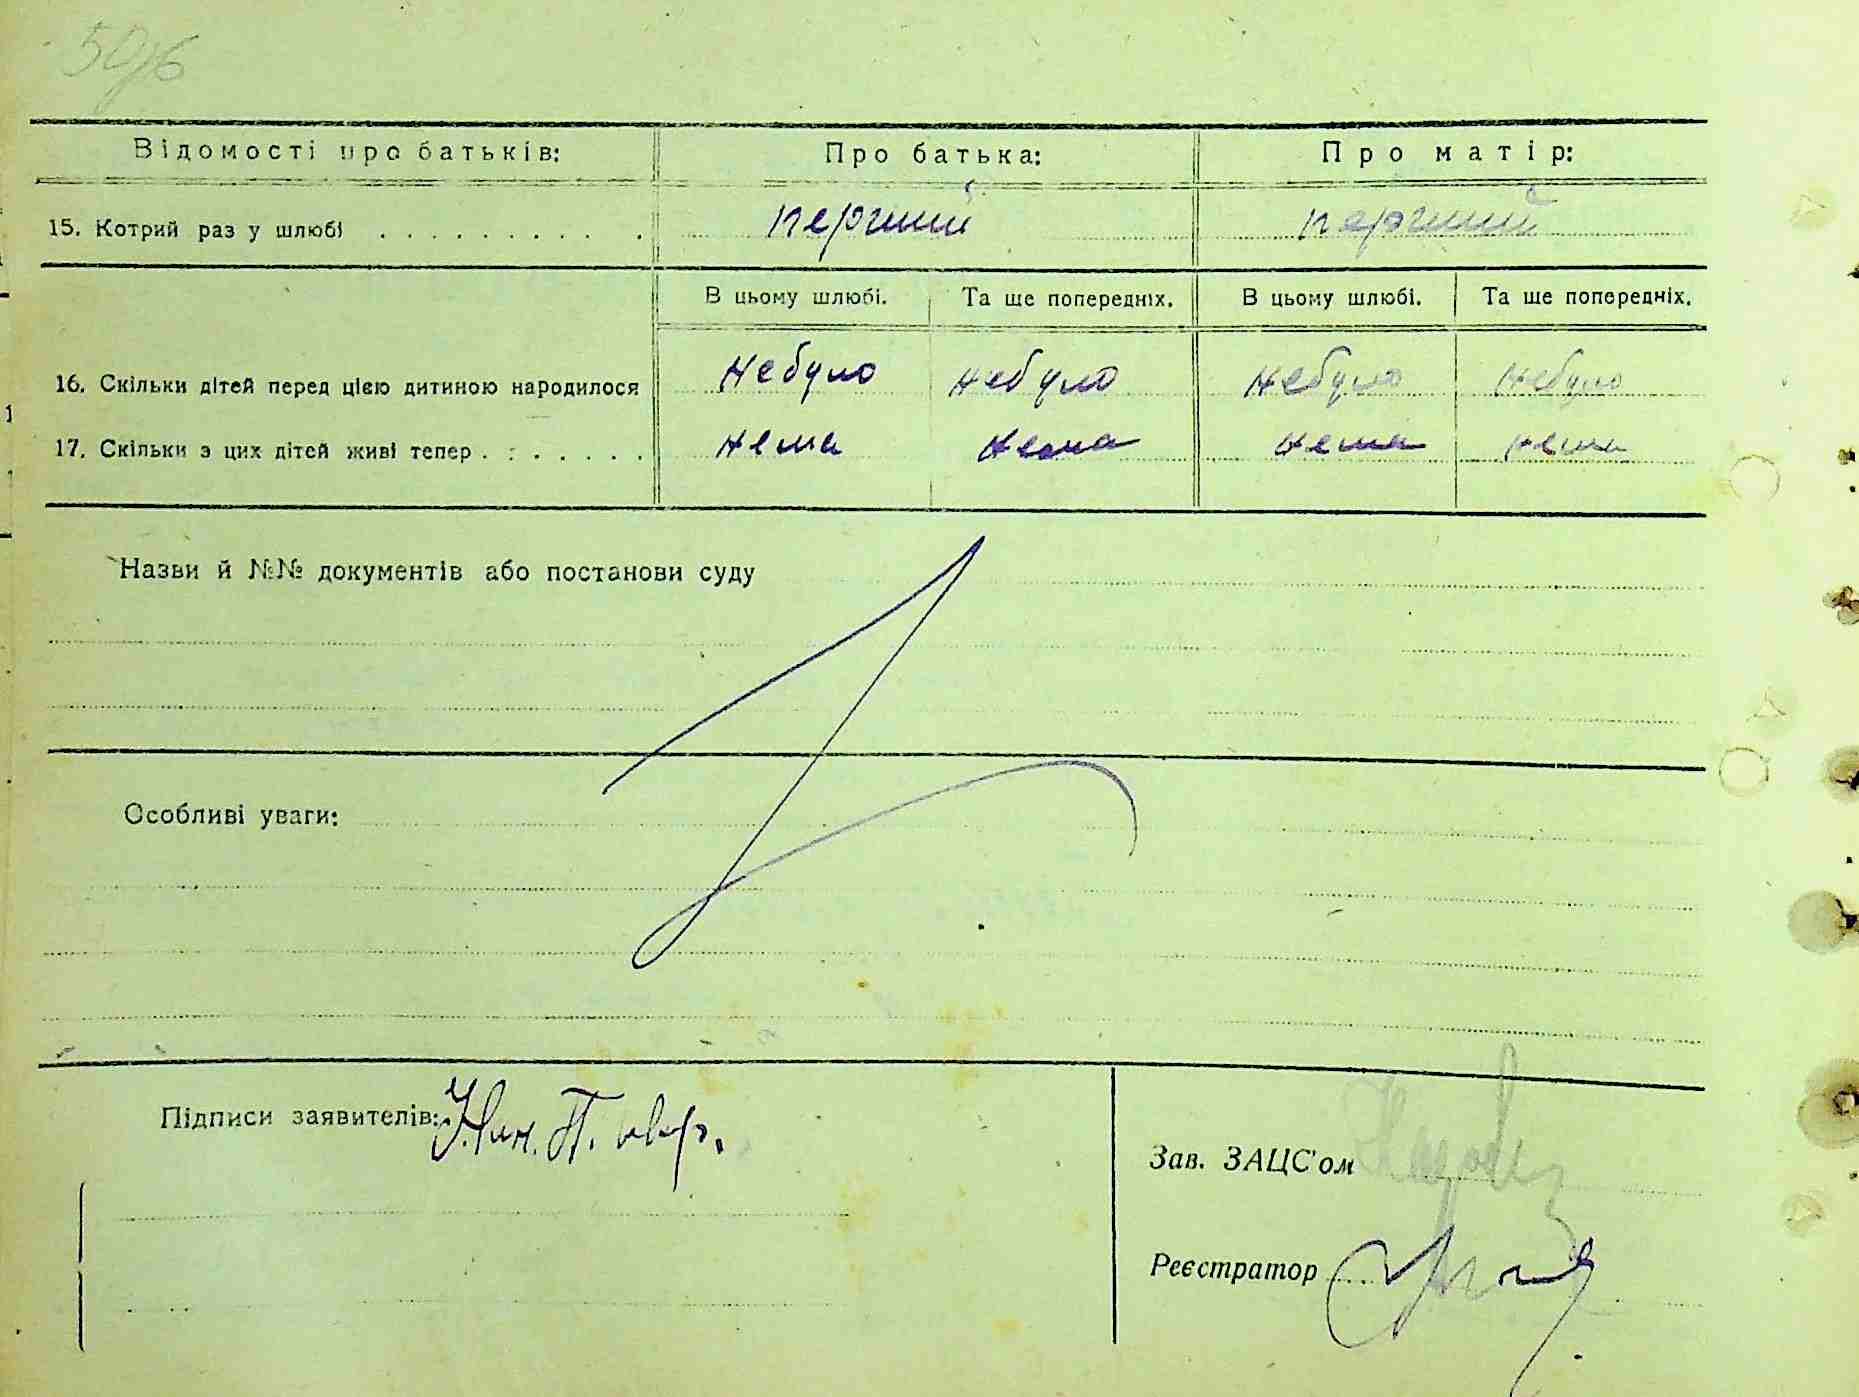 50/6
Відомості про батьків: Про батька: Про матір:
15. Котрий раз у шлюбі перший перший
В цьому шлюбі. Та ще попередніх. В цьому шлюбі. Та ще попередніх.
16. Скільки дітей перед цією дитиною народилося небуло небуло небуло небуло
17. Скільки з цих дітей живі тепер нема нема нема нема
Назви й №№ документів або постанови суду
Особливі уваги:
Підписи заявителів:
Зав. ЗАЦС'ом
Реєстратор